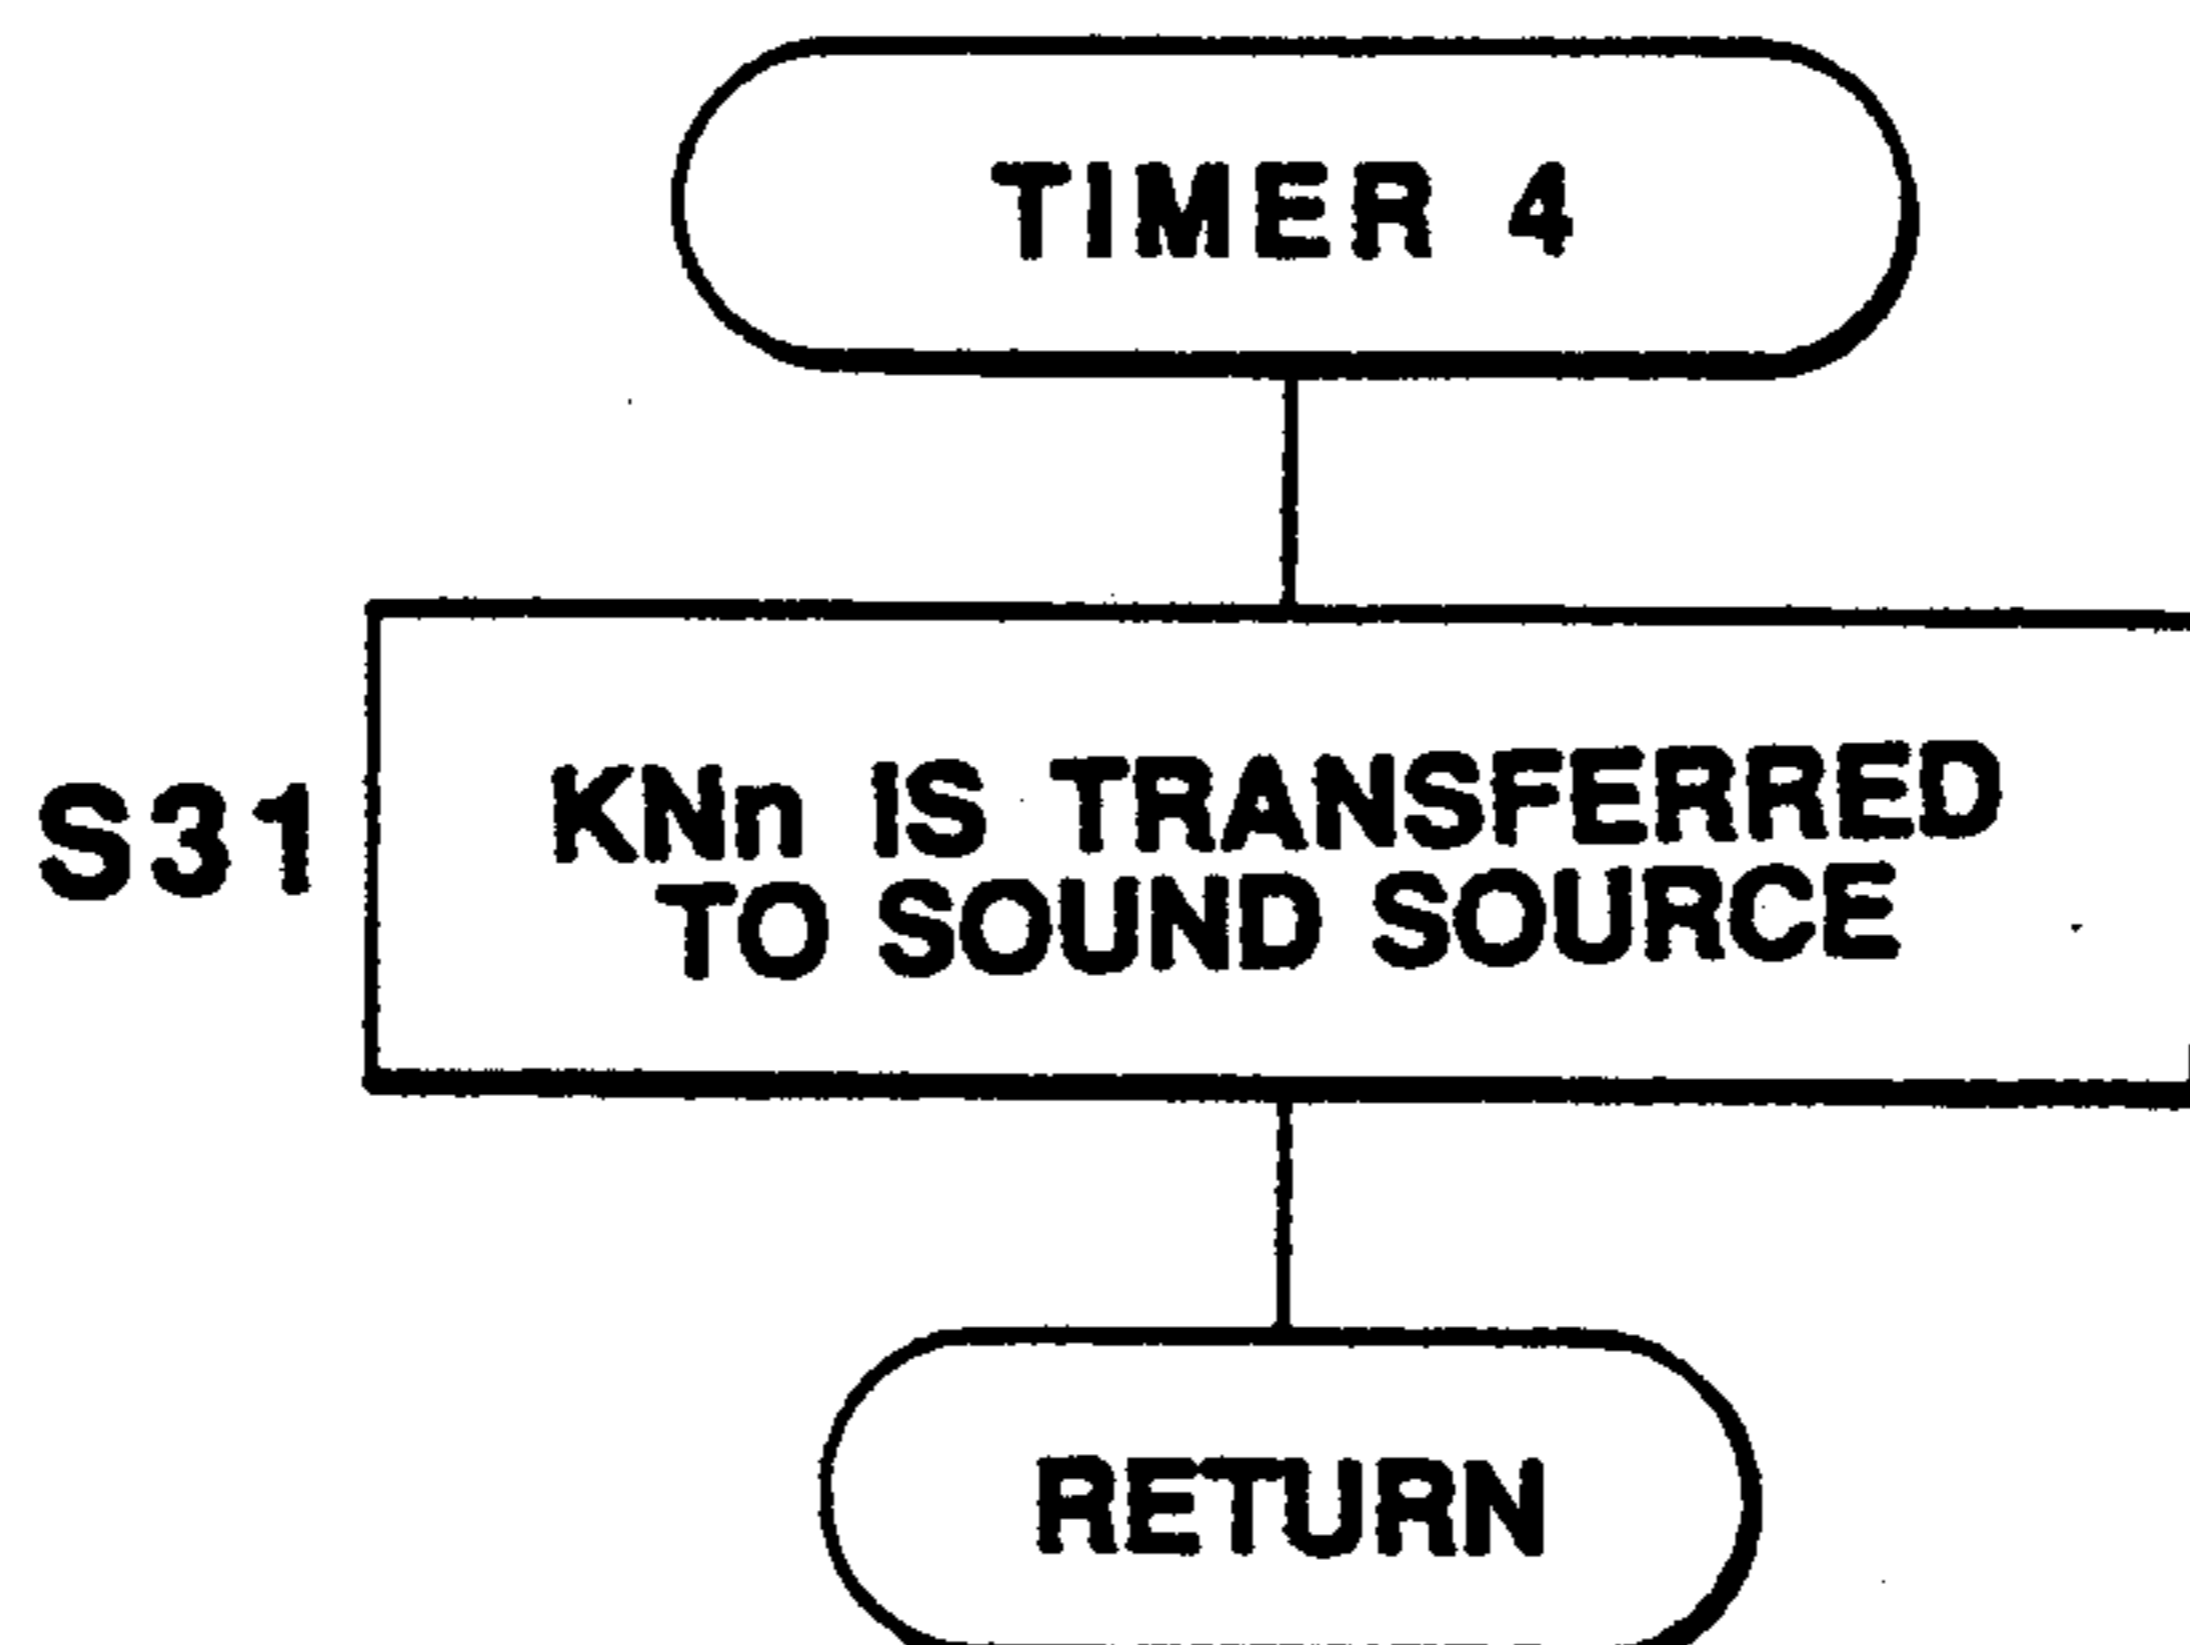 TIMER 4
S31
KNn IS TRANSFERRED
TO SOUND SOURCE
RETURN